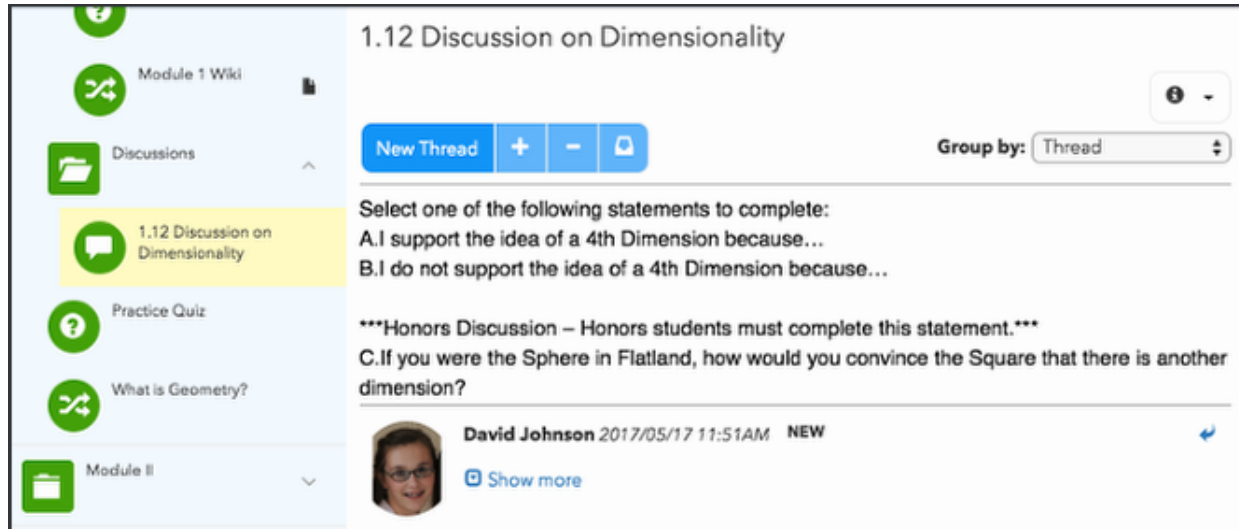 Module 1 Wiki
Discussions
1.12 Discussion on
Dimensionality
Practice Quiz
What is Geometry?
Module II
1.12 Discussion on Dimensionality
New Thread
Group by: Thread
Select one of the following statements to complete:
A.I support the idea of a 4th Dimension because…
B.I do not support the idea of a 4th Dimension because…
***Honors Discussion – Honors students must complete this statement.***
C.If you were the Sphere in Flatland, how would you convince the Square that there is another
dimension?
David Johnson 2017/05/17 11:51AM NEW
Show more